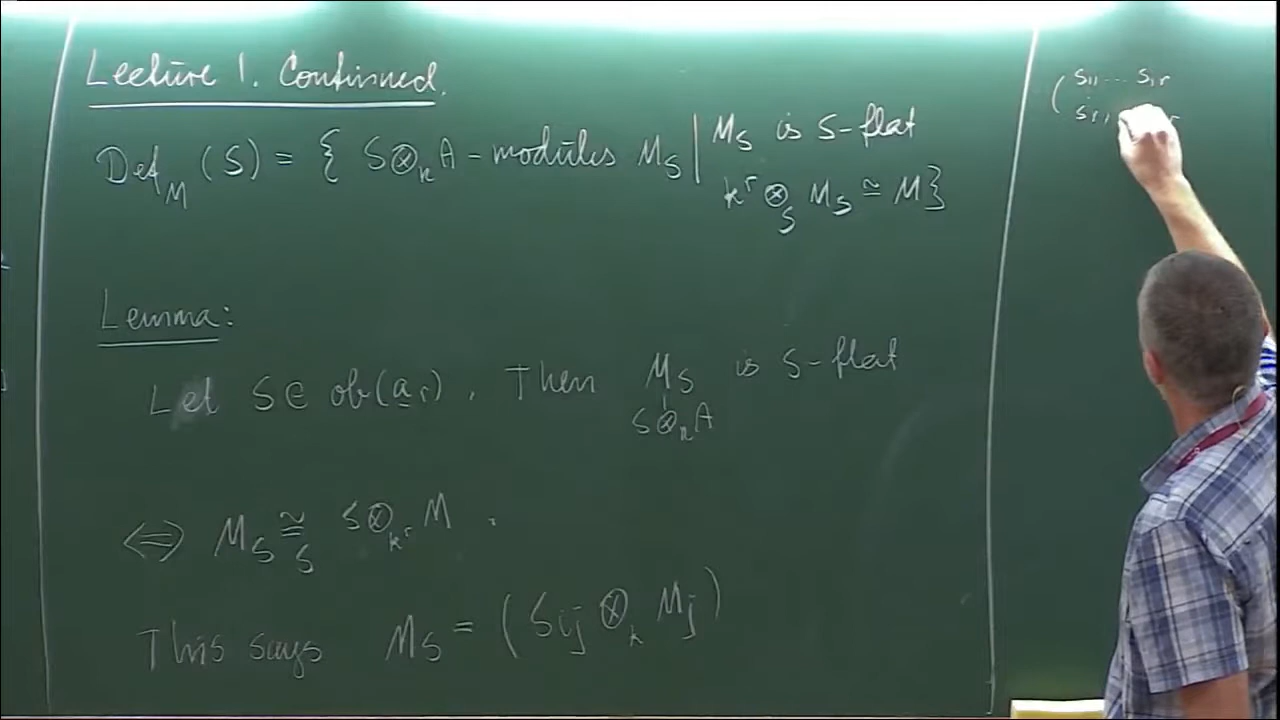 Lecture 1. Continued.
Def_M (S) = { S⊗_k A - modules M_S | M_S is S-flat
k^r ⊗_S M_S ≅ M }
Lemma:
Let S ∈ ob(a_r). Then M_S is S-flat
S⊗_k A
⟺ M_S ≅_S S⊗_{k^r} M .
This says M_S = (S_ij ⊗_k M_j)
( S_11 ... S_1r
S_r1